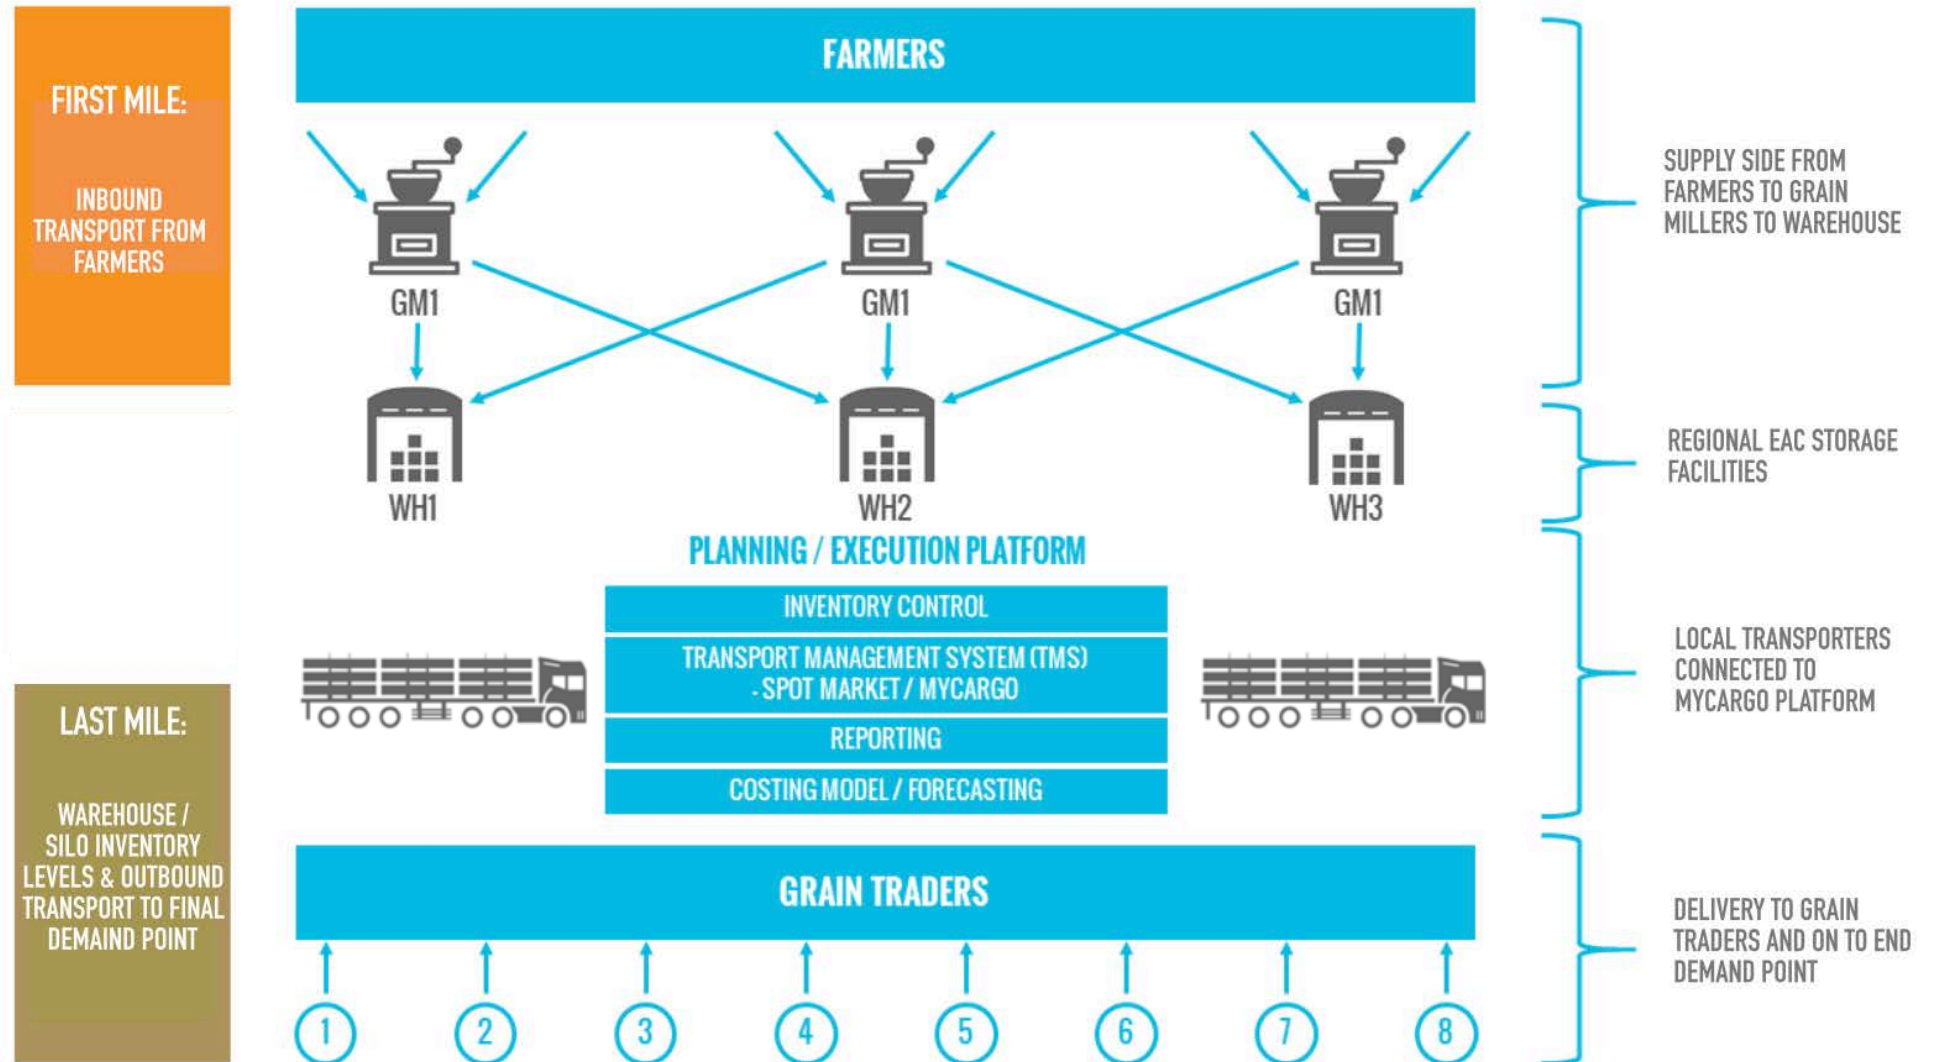 FARMERS
FIRST MILE:
INBOUND
TRANSPORT FROM
FARMERS
SUPPLY SIDE FROM
FARMERS TO GRAIN
MILLERS TO WAREHOUSE
GM1
GM1
GM1
REGIONAL EAC STORAGE
FACILITIES
WH1
WH2
WH3
PLANNING / EXECUTION PLATFORM
INVENTORY CONTROL
TRANSPORT MANAGEMENT SYSTEM (TMS)
- SPOT MARKET / MYCARGO
REPORTING
COSTING MODEL / FORECASTING
LOCAL TRANSPORTERS
CONNECTED TO
MYCARGO PLATFORM
LAST MILE:
WAREHOUSE /
SILO INVENTORY
LEVELS & OUTBOUND
TRANSPORT TO FINAL
DEMAIND POINT
GRAIN TRADERS
DELIVERY TO GRAIN
TRADERS AND ON TO END
DEMAND POINT
1
2
3
4
5
6
7
8